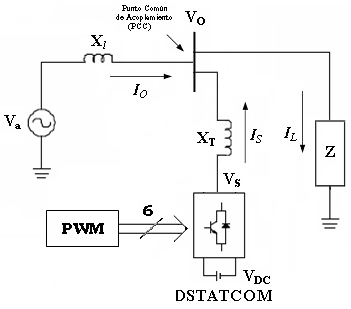 Punto Común
de Acoplamiento
(PCC)
V_O
X_l
I_O
V_a
X_T
I_S
I_L
Z
V_S
6
PWM
V_DC
DSTATCOM